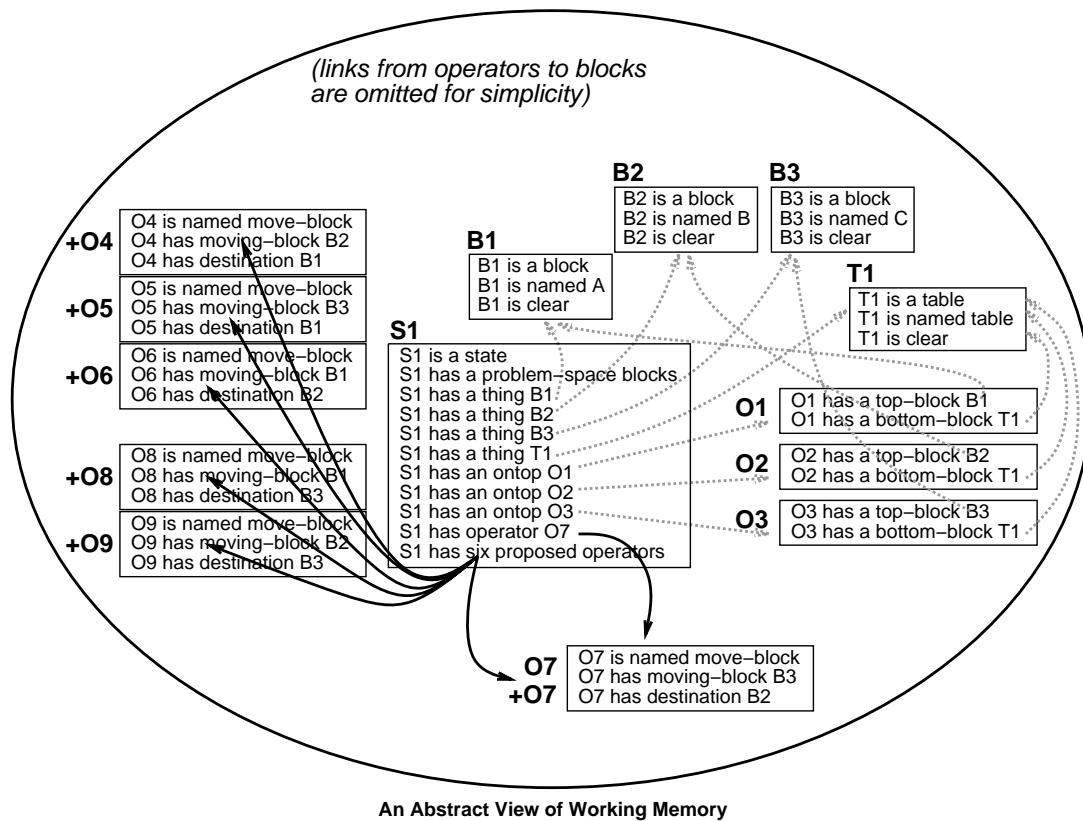 (links from operators to blocks
are omitted for simplicity)
B2
B2 is a block
B2 is named B
B2 is clear
B3
B3 is a block
B3 is named C
B3 is clear
+O4
O4 is named move−block
O4 has moving−block B2
O4 has destination B1
B1
B1 is a block
B1 is named A
B1 is clear
T1
T1 is a table
T1 is named table
T1 is clear
+O5
O5 is named move−block
O5 has moving−block B3
O5 has destination B1
+O6
O6 is named move−block
O6 has moving−block B1
O6 has destination B2
S1
S1 is a state
S1 has a problem−space blocks
S1 has a thing B1
S1 has a thing B2
S1 has a thing B3
S1 has a thing T1
S1 has an ontop O1
S1 has an ontop O2
S1 has an ontop O3
S1 has operator O7
S1 has six proposed operators
O1
O1 has a top−block B1
O1 has a bottom−block T1
O2
O2 has a top−block B2
O2 has a bottom−block T1
O3
O3 has a top−block B3
O3 has a bottom−block T1
+O8
O8 is named move−block
O8 has moving−block B1
O8 has destination B3
+O9
O9 is named move−block
O9 has moving−block B2
O9 has destination B3
O7
+O7
O7 is named move−block
O7 has moving−block B3
O7 has destination B2
An Abstract View of Working Memory